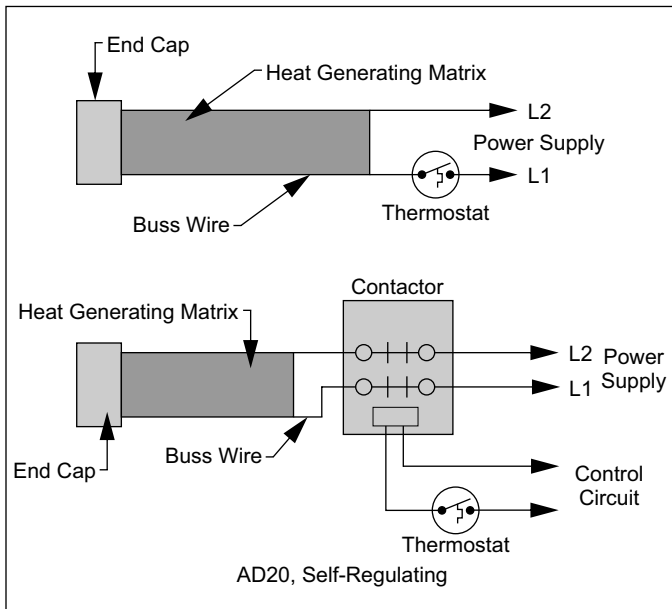 End Cap
Heat Generating Matrix
L2
Power Supply
L1
Thermostat
Buss Wire
Contactor
Heat Generating Matrix
L2
Power
Supply
L1
Buss Wire
End Cap
Control
Circuit
Thermostat
AD20, Self-Regulating